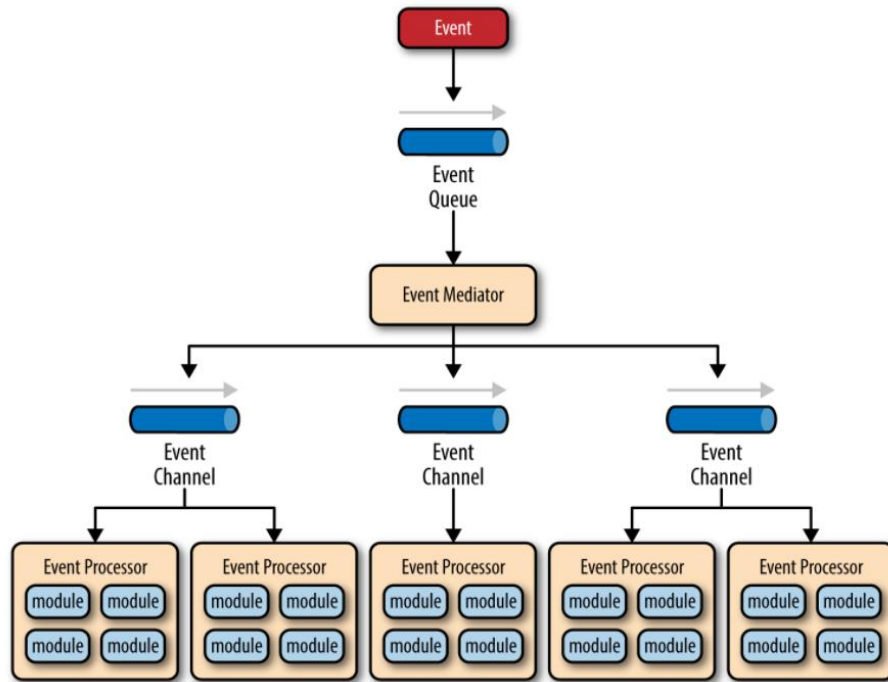 Event
Event
Queue
Event Mediator
Event
Channel
Event
Channel
Event
Channel
Event Processor
module module
module module
Event Processor
module module
module module
Event Processor
module module
module module
Event Processor
module module
module module
Event Processor
module module
module module